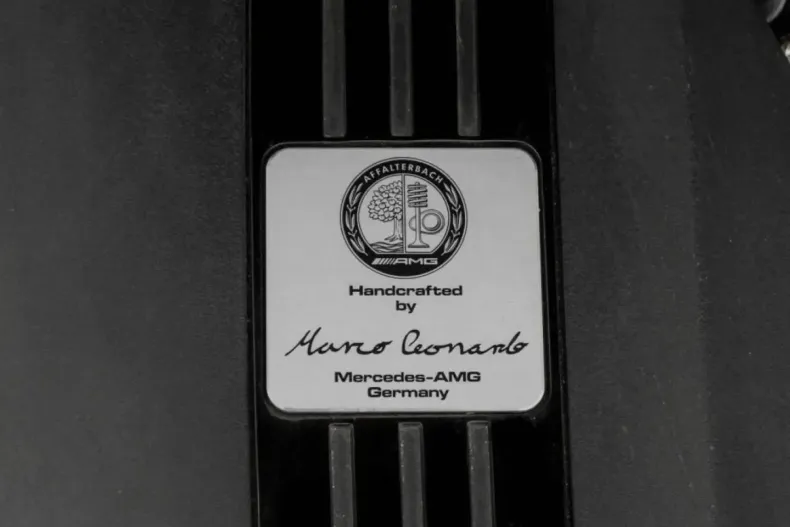 AFFALTERBACH
AMG
Handcrafted
by
Marco Leonardo
Mercedes-AMG
Germany